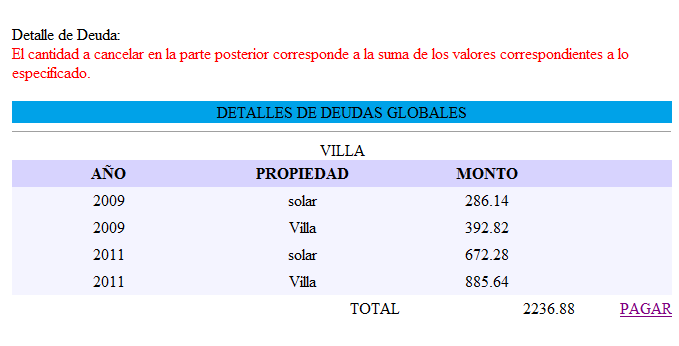 Detalle de Deuda:
El cantidad a cancelar en la parte posterior corresponde a la suma de los valores correspondientes a lo
especificado.
DETALLES DE DEUDAS GLOBALES
VILLA
AÑO PROPIEDAD MONTO
2009 solar 286.14
2009 Villa 392.82
2011 solar 672.28
2011 Villa 885.64
TOTAL 2236.88 PAGAR